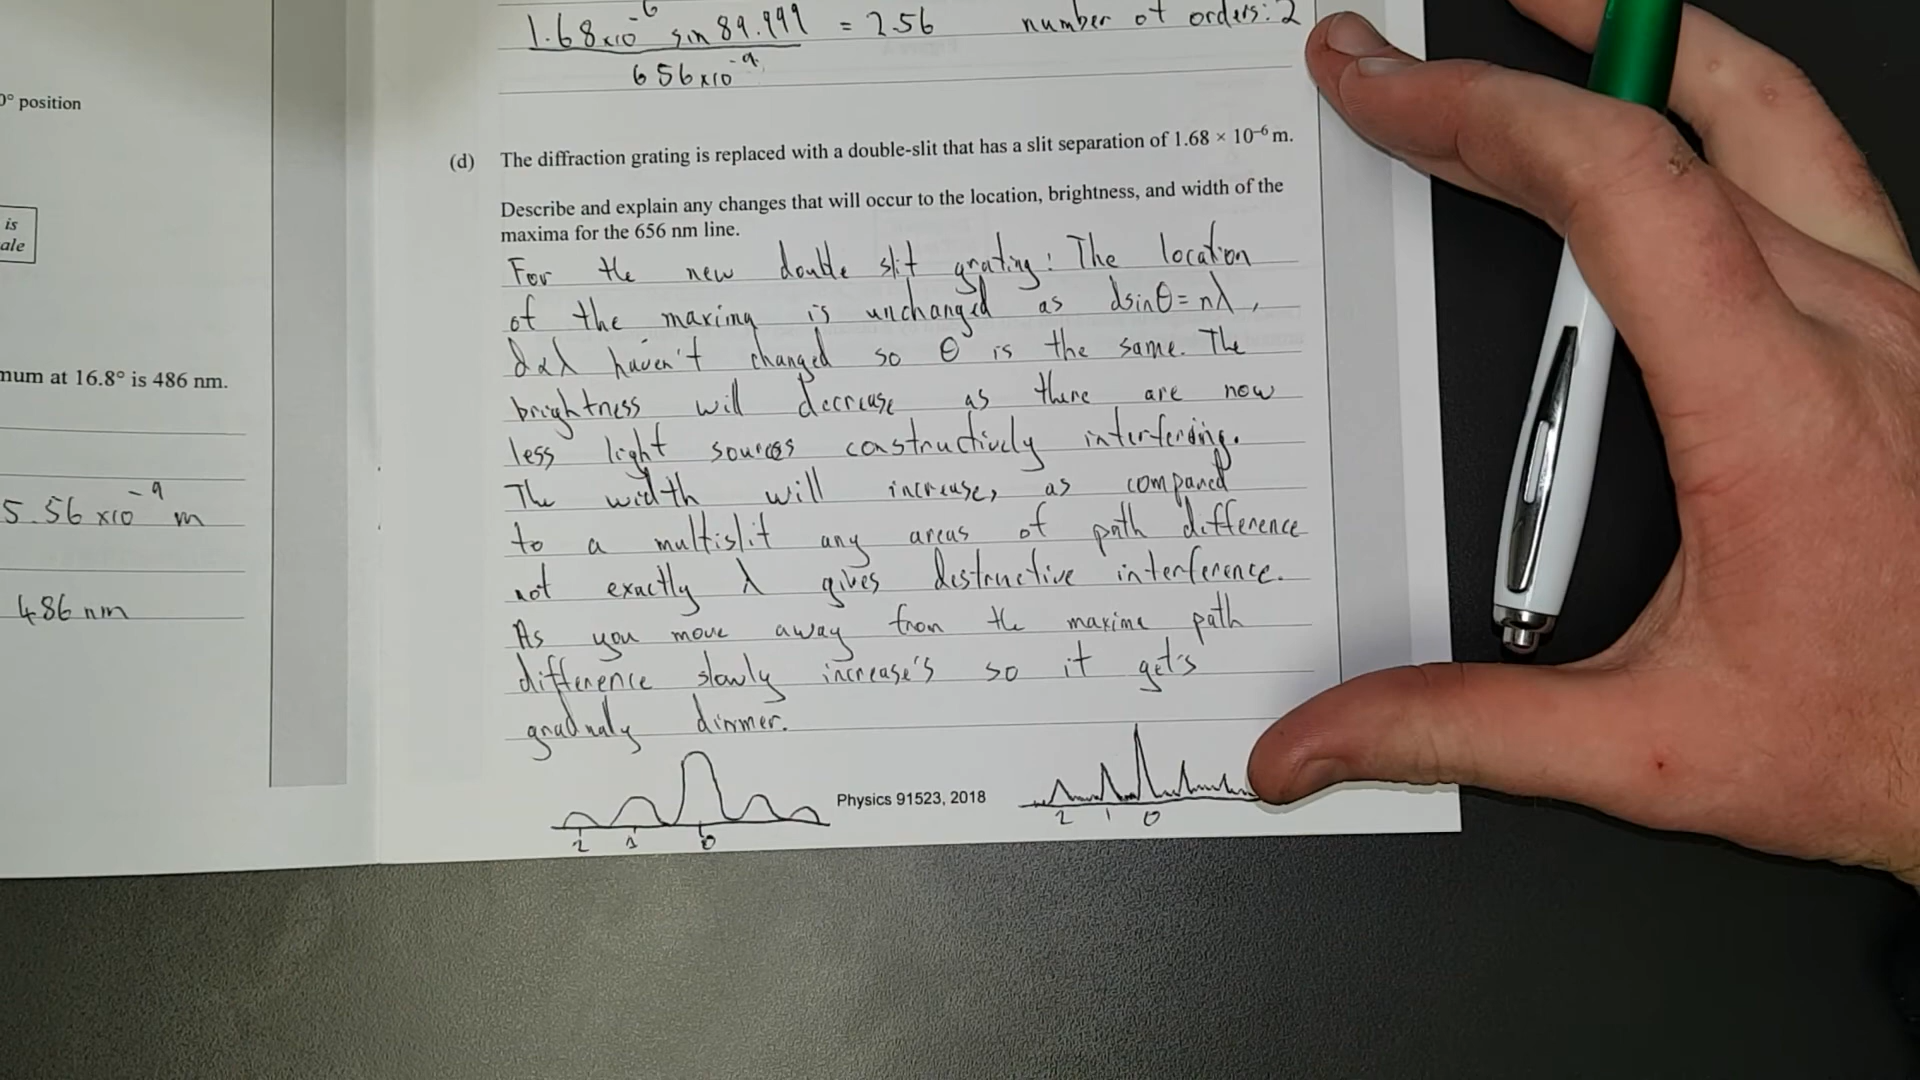 0° position
is
ale
mum at 16.8° is 486 nm.
5.56 x10⁻⁹ m
486 nm
1.68x10⁻⁶ sin 89.999 = 2.56 number of orders: 2
656x10⁻⁹
(d) The diffraction grating is replaced with a double-slit that has a slit separation of 1.68 × 10⁻⁶ m.
Describe and explain any changes that will occur to the location, brightness, and width of the
maxima for the 656 nm line.
For the new double slit grating: The location
of the maxima is unchanged as dsinθ = nλ,
d & λ haven't changed so θ is the same. The
brightness will decrease as there are now
less light sources constructively interfering.
The width will increase, as compared
to a multislit any areas of path difference
not exactly λ gives destructive interference.
As you move away from the maxima path
difference slowly increase's so it get's
gradualy dimmer.
2 1 0
Physics 91523, 2018
2 1 0